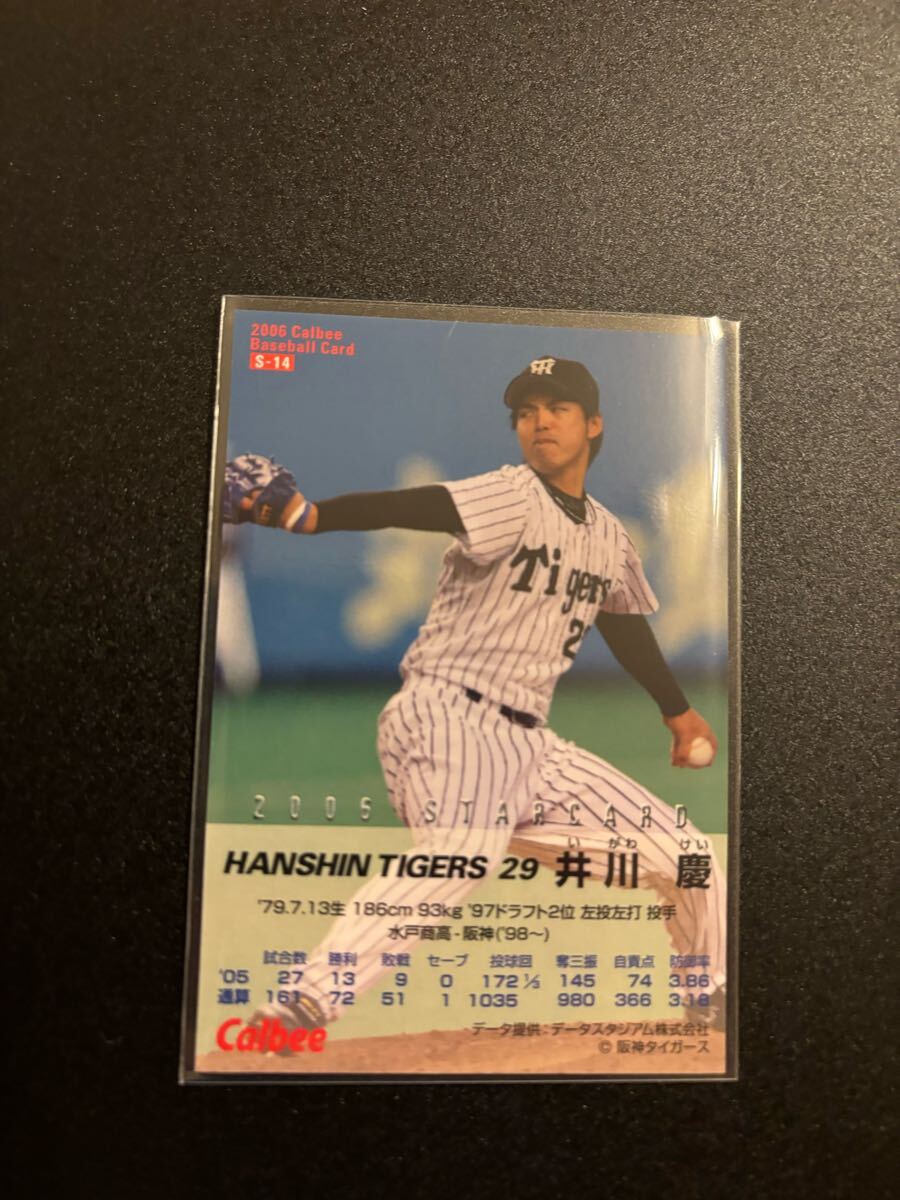 2006 Calbee
Baseball Card
S-14
Tigers
2005 STARCARD
い がわ けい
HANSHIN TIGERS 29 井川 慶
'79.7.13生 186cm 93kg '97ドラフト2位 左投左打 投手
水戸商高-阪神('98～)
試合数 勝利 敗戦 セーブ 投球回 奪三振 自責点 防御率
'05 27 13 9 0 172 1/3 145 74 3.86
通算 161 72 51 1 1035 980 366 3.18
Calbee
データ提供:データスタジアム株式会社
© 阪神タイガース